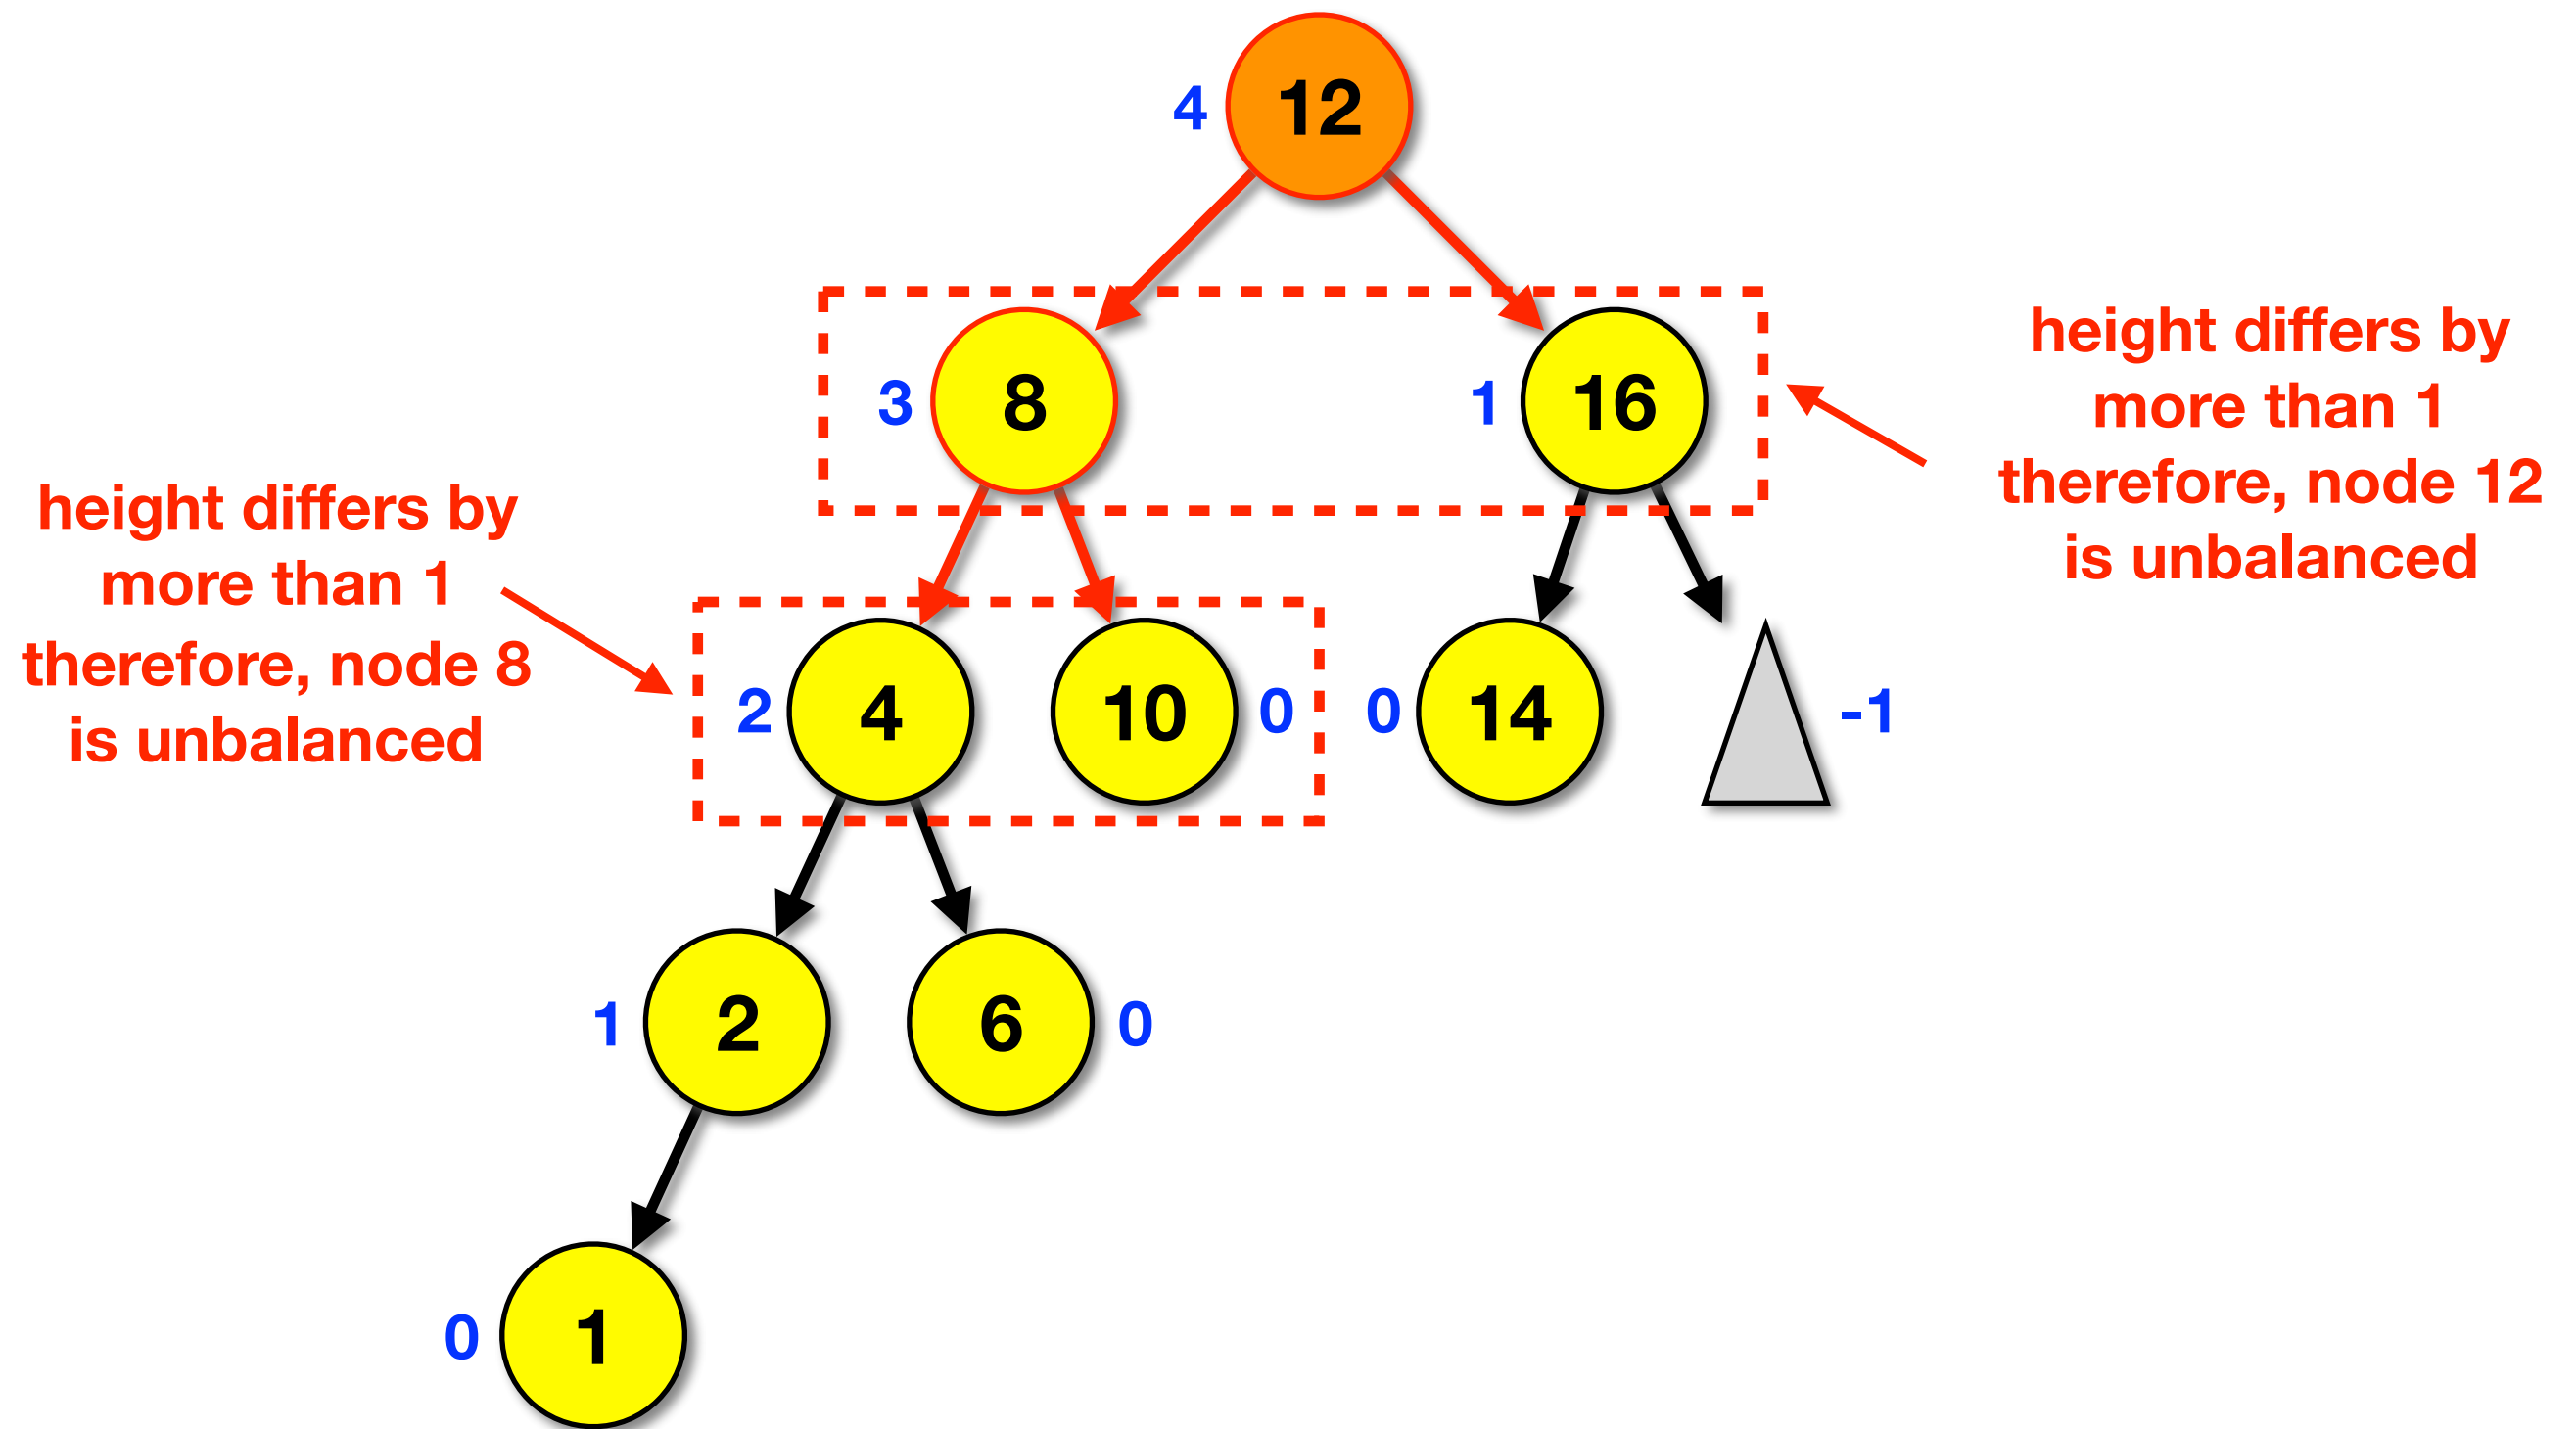 4 12
3 8 1 16
height differs by
more than 1
therefore, node 12
is unbalanced
height differs by
more than 1
therefore, node 8
is unbalanced
2 4 10 0 0 14 -1
1 2 6 0
0 1